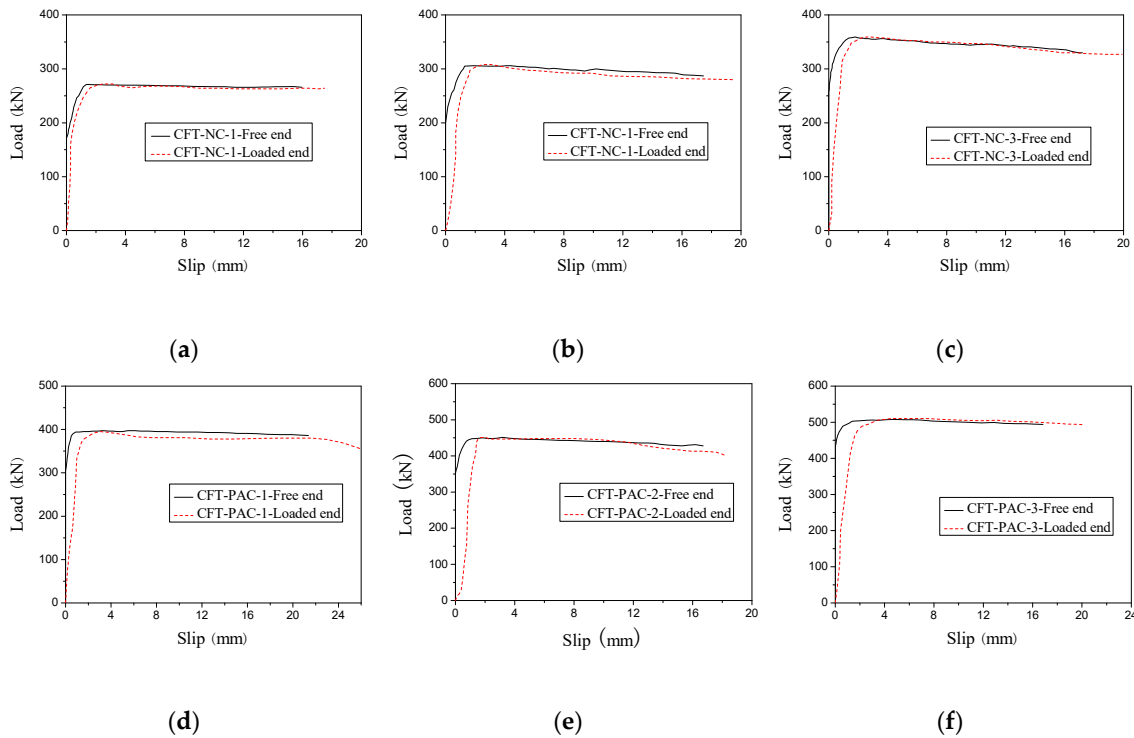 400
300
200
100
0
Load (kN)
CFT-NC-1-Free end
CFT-NC-1-Loaded end
0 4 8 12 16 20
Slip (mm)
(a)
400
300
200
100
0
Load (kN)
CFT-NC-1-Free end
CFT-NC-1-Loaded end
0 4 8 12 16 20
Slip (mm)
(b)
400
300
200
100
0
Load (kN)
CFT-NC-3-Free end
CFT-NC-3-Loaded end
0 4 8 12 16 20
Slip (mm)
(c)
500
400
300
200
100
0
Load (kN)
CFT-PAC-1-Free end
CFT-PAC-1-Loaded end
0 4 8 12 16 20 24
Slip (mm)
(d)
600
500
400
300
200
100
0
Load (kN)
CFT-PAC-2-Free end
CFT-PAC-2-Loaded end
0 4 8 12 16 20
Slip (mm)
(e)
600
500
400
300
200
100
0
Load (kN)
CFT-PAC-3-Free end
CFT-PAC-3-Loaded end
0 4 8 12 16 20 24
Slip (mm)
(f)